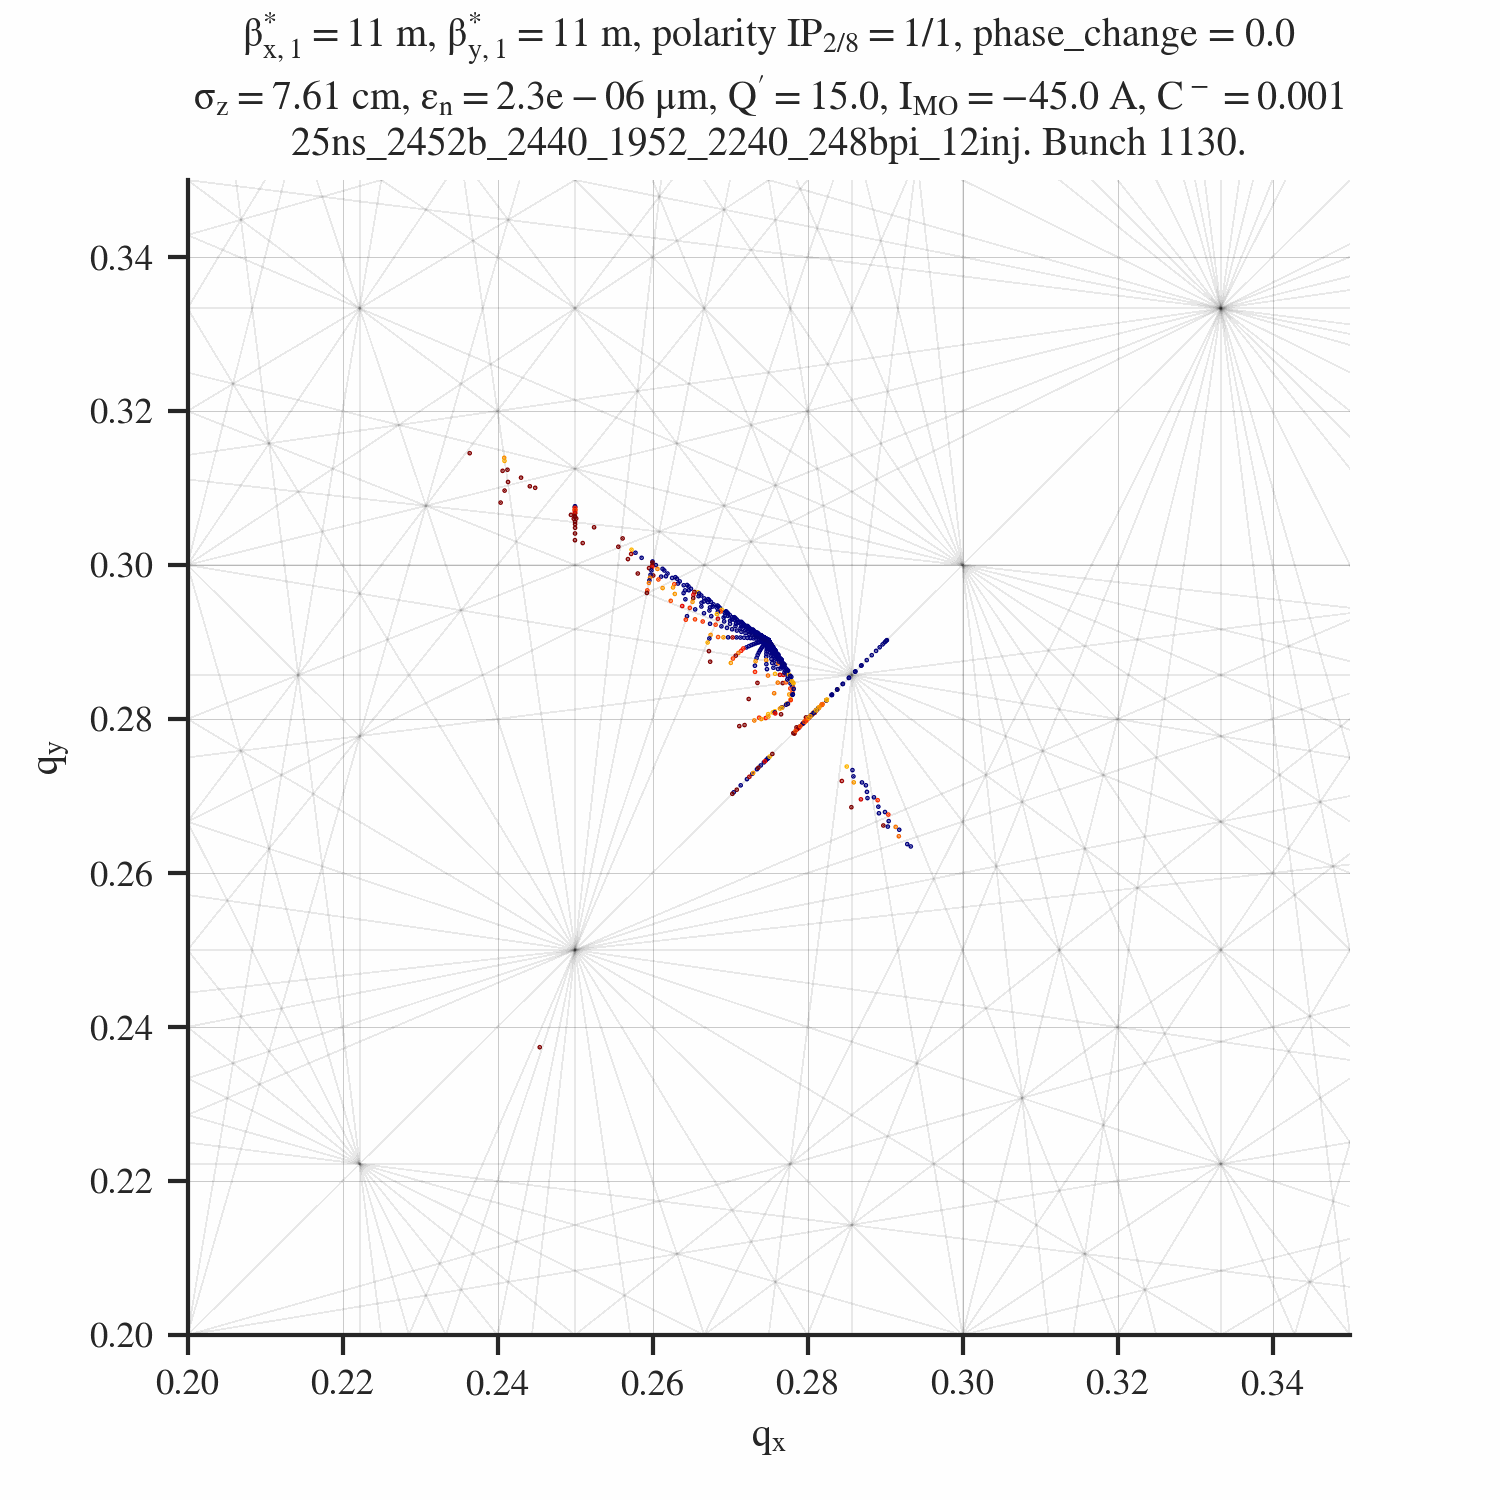 β*x, 1 = 11 m, β*y, 1 = 11 m, polarity IP2/8 = 1/1, phase_change = 0.0
σz = 7.61 cm, εn = 2.3e − 06 μm, Q′ = 15.0, IMO = −45.0 A, C− = 0.001
25ns_2452b_2440_1952_2240_248bpi_12inj. Bunch 1130.
0.34
0.32
0.30
0.28
0.26
0.24
0.22
0.20
qy
0.20 0.22 0.24 0.26 0.28 0.30 0.32 0.34
qx